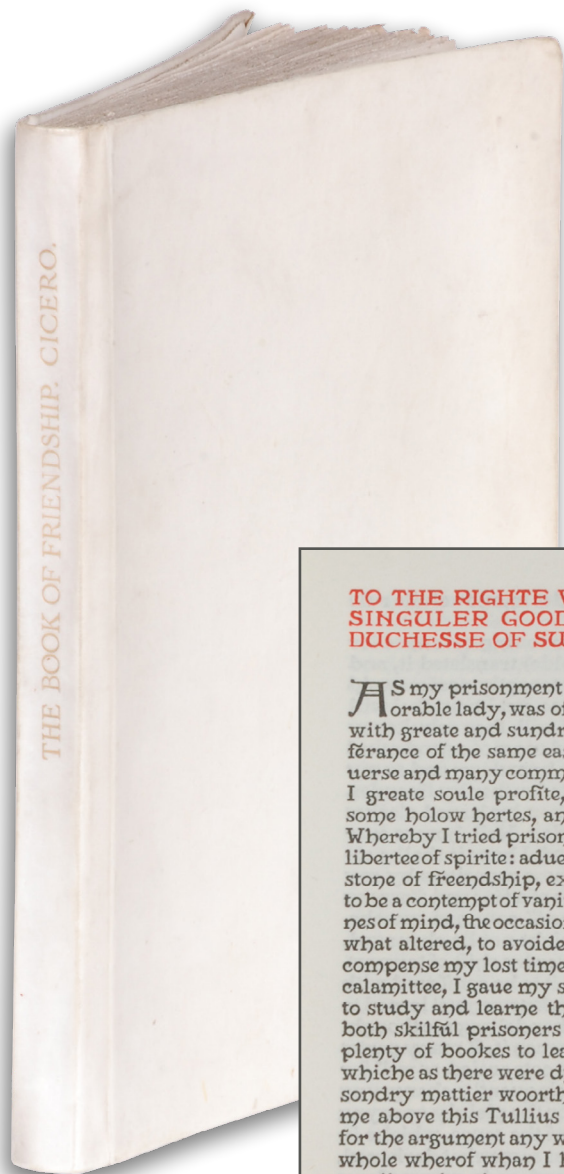 THE BOOK OF FRIENDSHIP. CICERO.
TO THE RIGHTE
SINGULER GOOD
DUCHESSE OF SU
AS my prisonment
orable lady, was of
with greate and sundr
férance of the same ea
uerse and many comm
I greate soule profite,
some holow hertes, an
Whereby I tried prison
libertee of spirite: adue
stone of freendship, ex
to be a contempt of vani
nes of mind, the occasion
what altered, to avoide
compense my lost time
calamittee, I gaue my s
to study and learne th
both skilful prisoners
plenty of bookes to lea
whiche as there were d
sondry mattier woorth
me above this Tullius
for the argument any w
whole wherof whan I